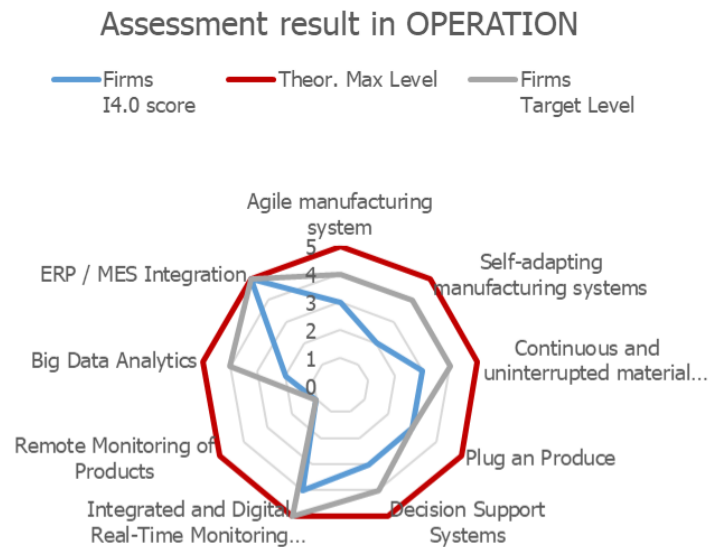 Assessment result in OPERATION
Firms
I4.0 score
Theor. Max Level
Firms
Target Level
Agile manufacturing
system
5
4
3
2
1
0
Self-adapting
manufacturing systems
Continuous and
uninterrupted material...
Plug an Produce
Decision Support
Systems
Integrated and Digital
Real-Time Monitoring...
Remote Monitoring of
Products
Big Data Analytics
ERP / MES Integration